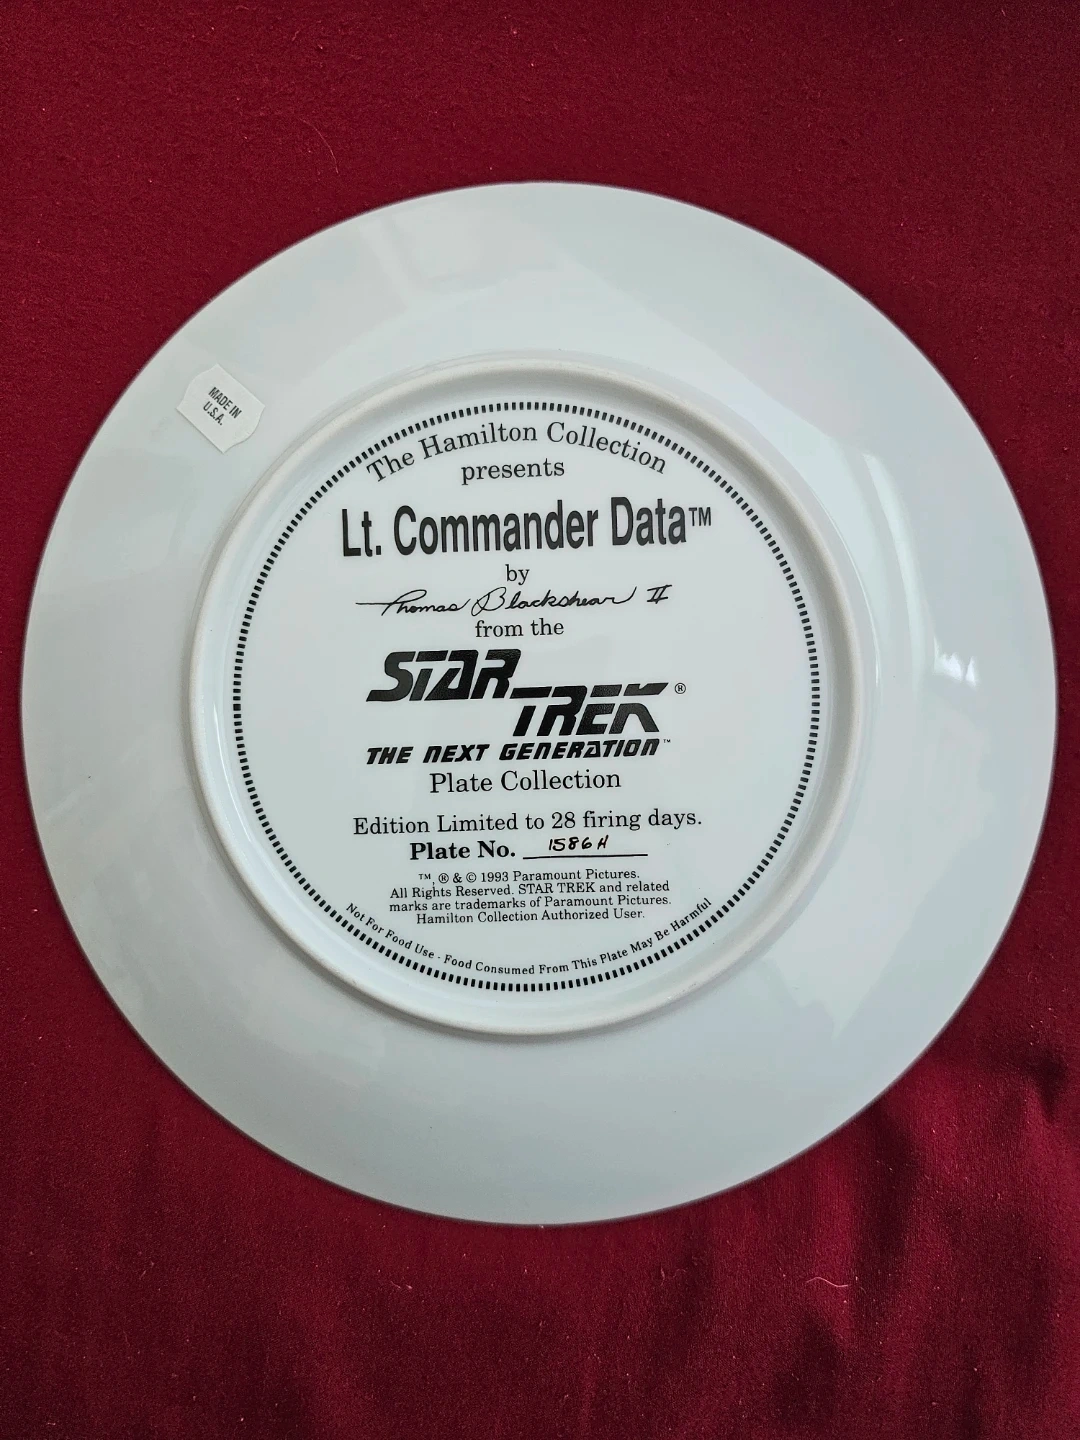 MADE IN
U.S.A.
The Hamilton Collection
presents
Lt. Commander Data™
by
Thomas Blackshear II
from the
STAR
TREK®
THE NEXT GENERATION™
Plate Collection
Edition Limited to 28 firing days.
Plate No. 1586 H
™, ® & © 1993 Paramount Pictures.
All Rights Reserved. STAR TREK and related
marks are trademarks of Paramount Pictures.
Hamilton Collection Authorized User.
Not For Food Use · Food Consumed From This Plate May Be Harmful